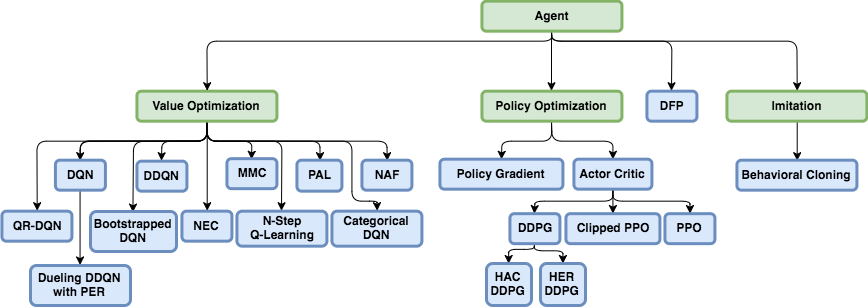 Agent
Value Optimization
Policy Optimization
DFP
Imitation
DQN
DDQN
MMC
PAL
NAF
Policy Gradient
Actor Critic
Behavioral Cloning
QR-DQN
Bootstrapped
DQN
NEC
N-Step
Q-Learning
Categorical
DQN
DDPG
Clipped PPO
PPO
Dueling DDQN
with PER
HAC
DDPG
HER
DDPG